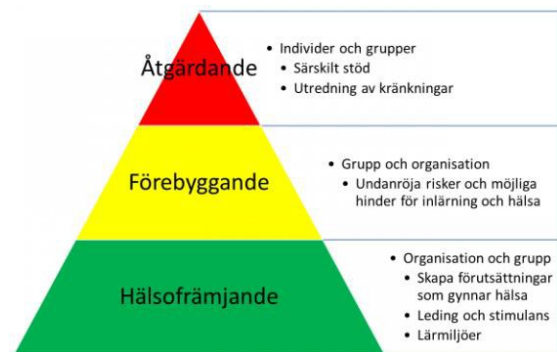 Åtgärdande
• Individer och grupper
• Särskilt stöd
• Utredning av kränkningar
Förebyggande
• Grupp och organisation
• Undanröja risker och möjliga
hinder för inlärning och hälsa
Hälsofrämjande
• Organisation och grupp
• Skapa förutsättningar
som gynnar hälsa
• Leding och stimulans
• Lärmiljöer